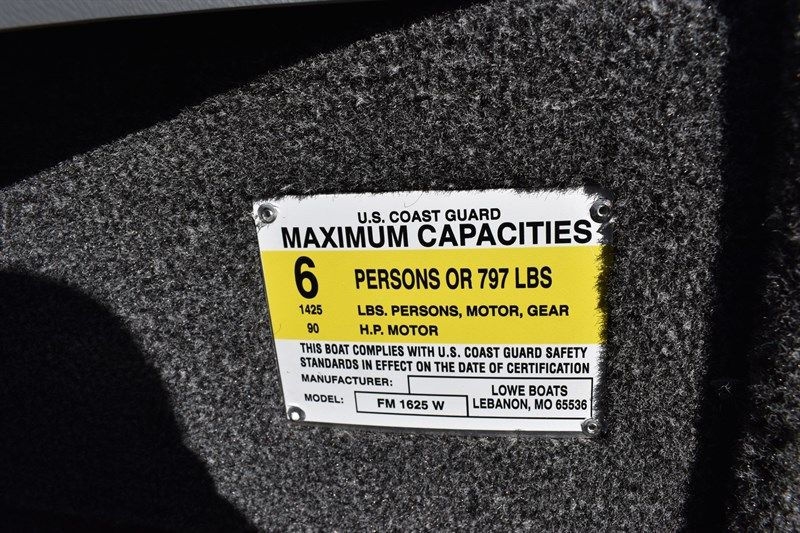 U.S. COAST GUARD
MAXIMUM CAPACITIES
6 PERSONS OR 797 LBS
1425 LBS. PERSONS, MOTOR, GEAR
90 H.P. MOTOR
THIS BOAT COMPLIES WITH U.S. COAST GUARD SAFETY
STANDARDS IN EFFECT ON THE DATE OF CERTIFICATION
MANUFACTURER: LOWE BOATS
MODEL: FM 1625 W LEBANON, MO 65536